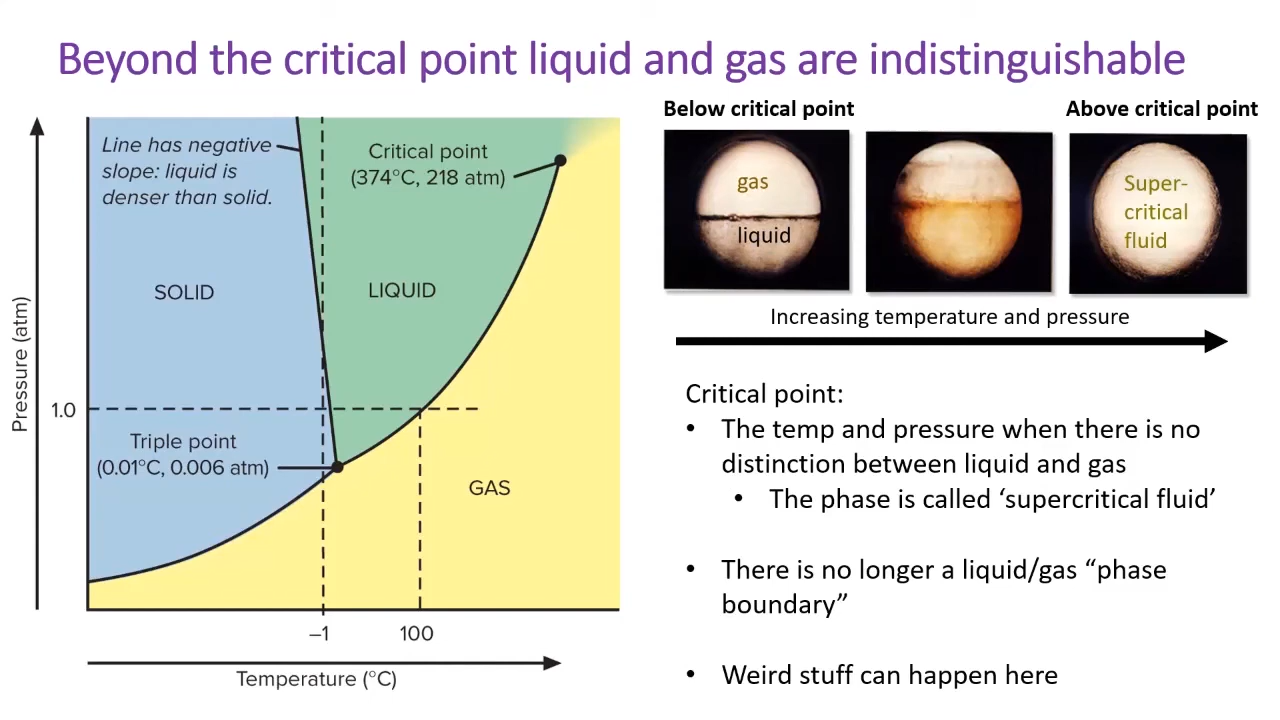 Beyond the critical point liquid and gas are indistinguishable
Line has negative
slope: liquid is
denser than solid.
Critical point
(374°C, 218 atm)
SOLID
LIQUID
Pressure (atm)
1.0
Triple point
(0.01°C, 0.006 atm)
GAS
–1
100
Temperature (°C)
Below critical point
Above critical point
gas
liquid
Super-
critical
fluid
Increasing temperature and pressure
Critical point:
• The temp and pressure when there is no
distinction between liquid and gas
• The phase is called ‘supercritical fluid’
• There is no longer a liquid/gas “phase
boundary”
• Weird stuff can happen here